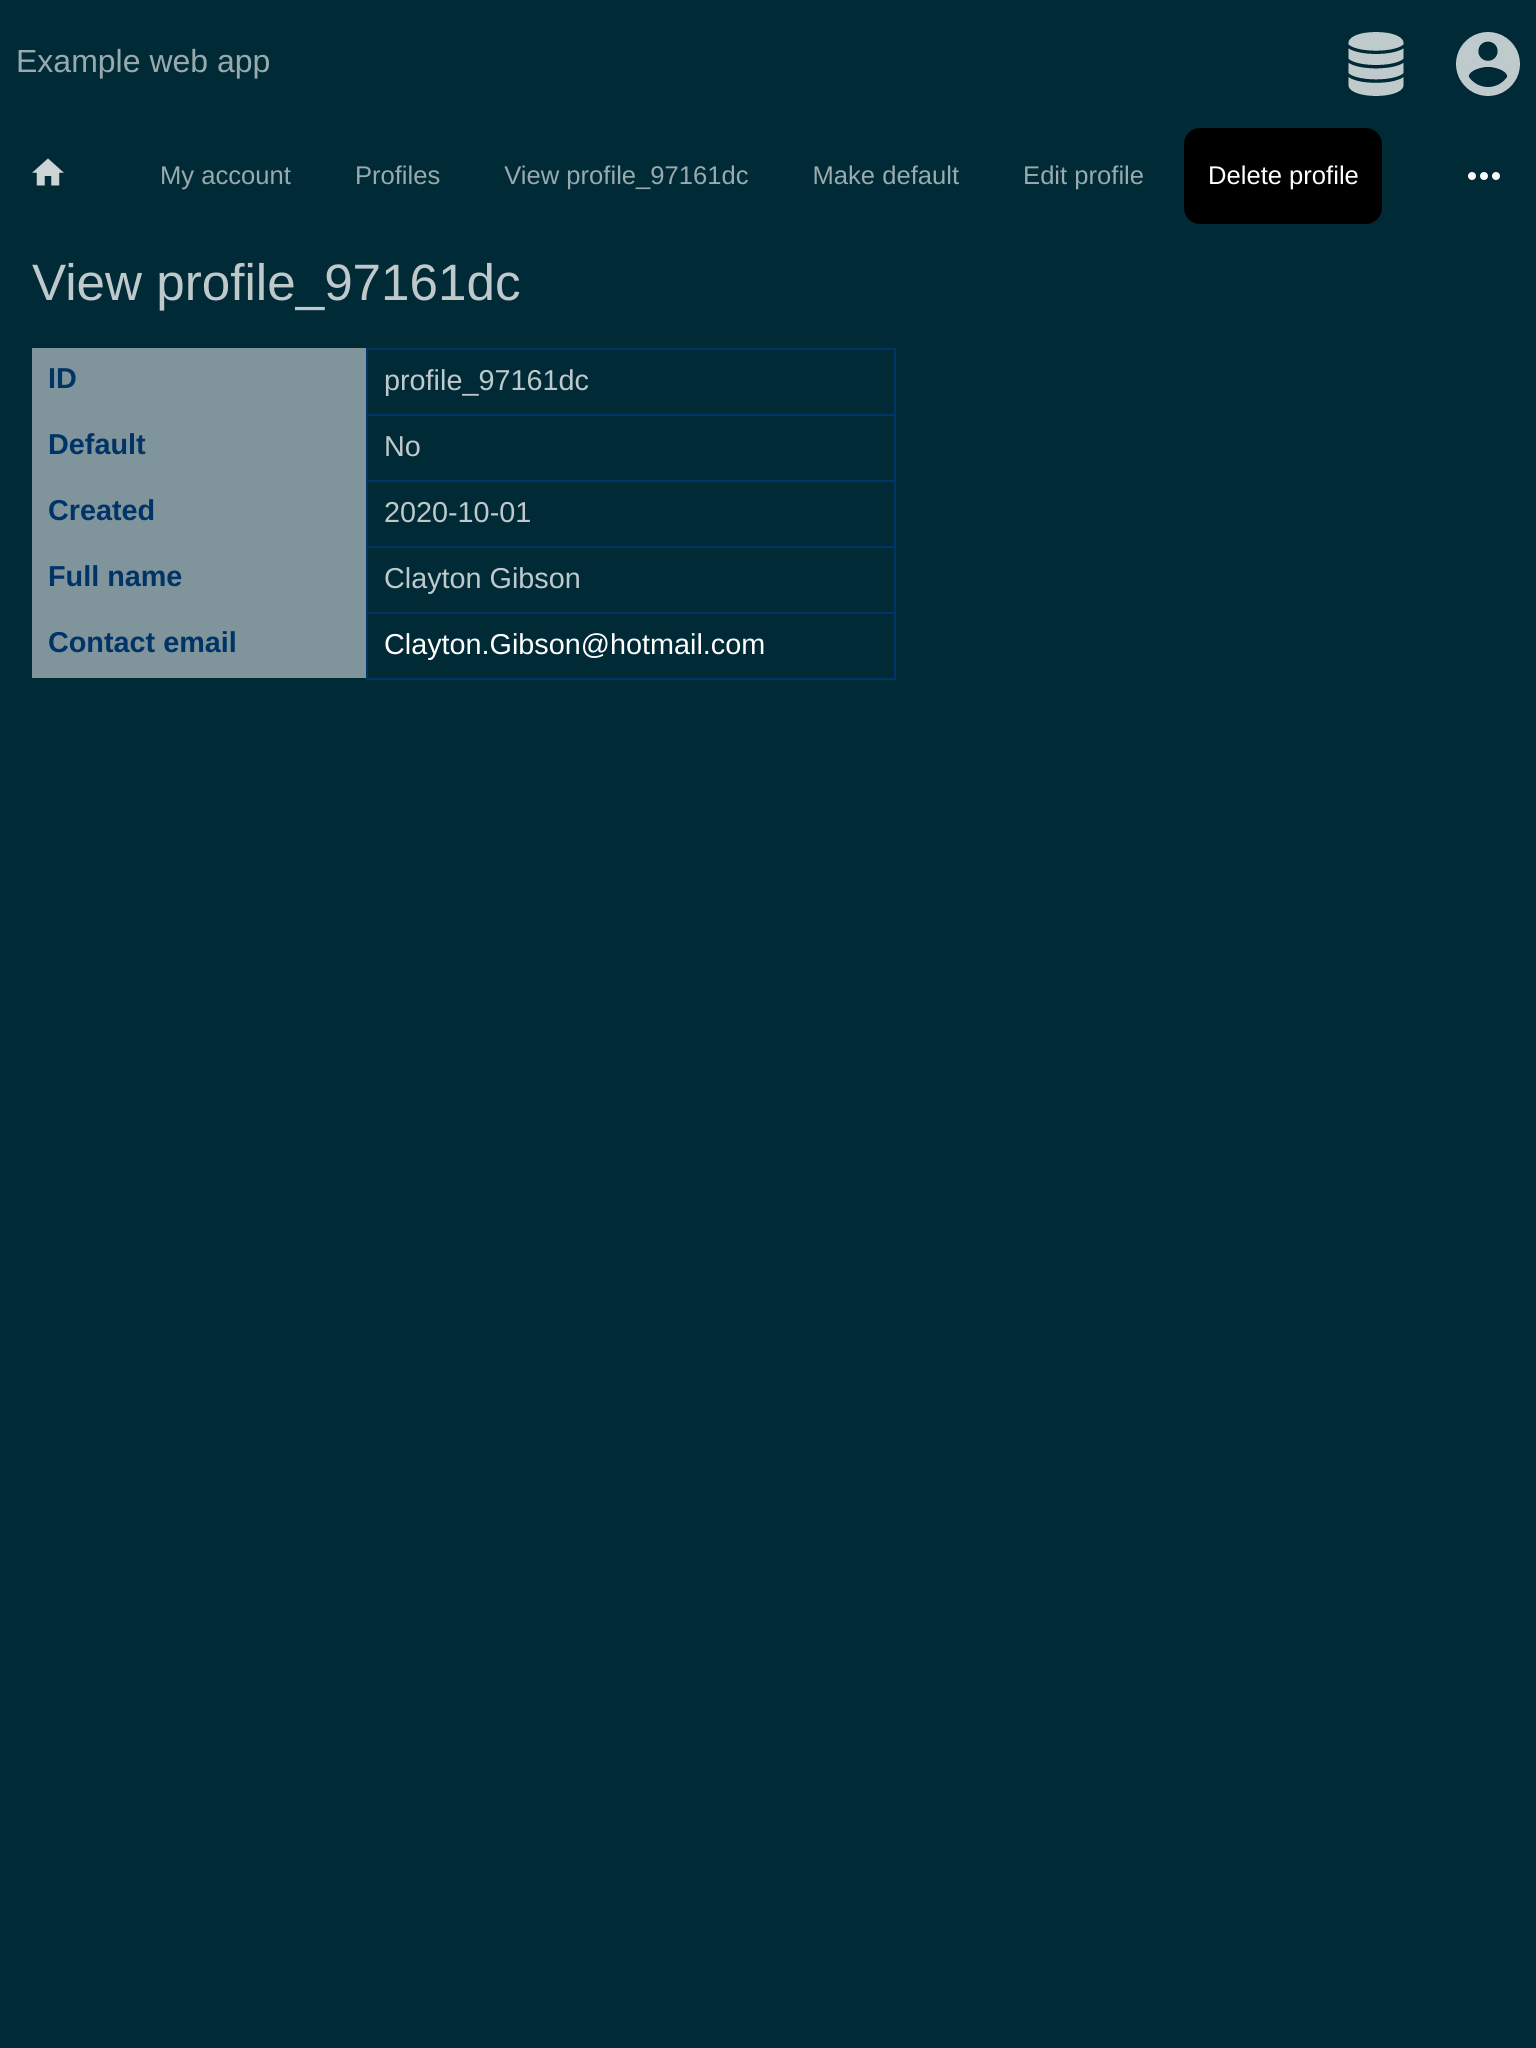 Example web app
My account Profiles View profile_97161dc Make default Edit profile Delete profile
View profile_97161dc
ID profile_97161dc
Default No
Created 2020-10-01
Full name Clayton Gibson
Contact email Clayton.Gibson@hotmail.com